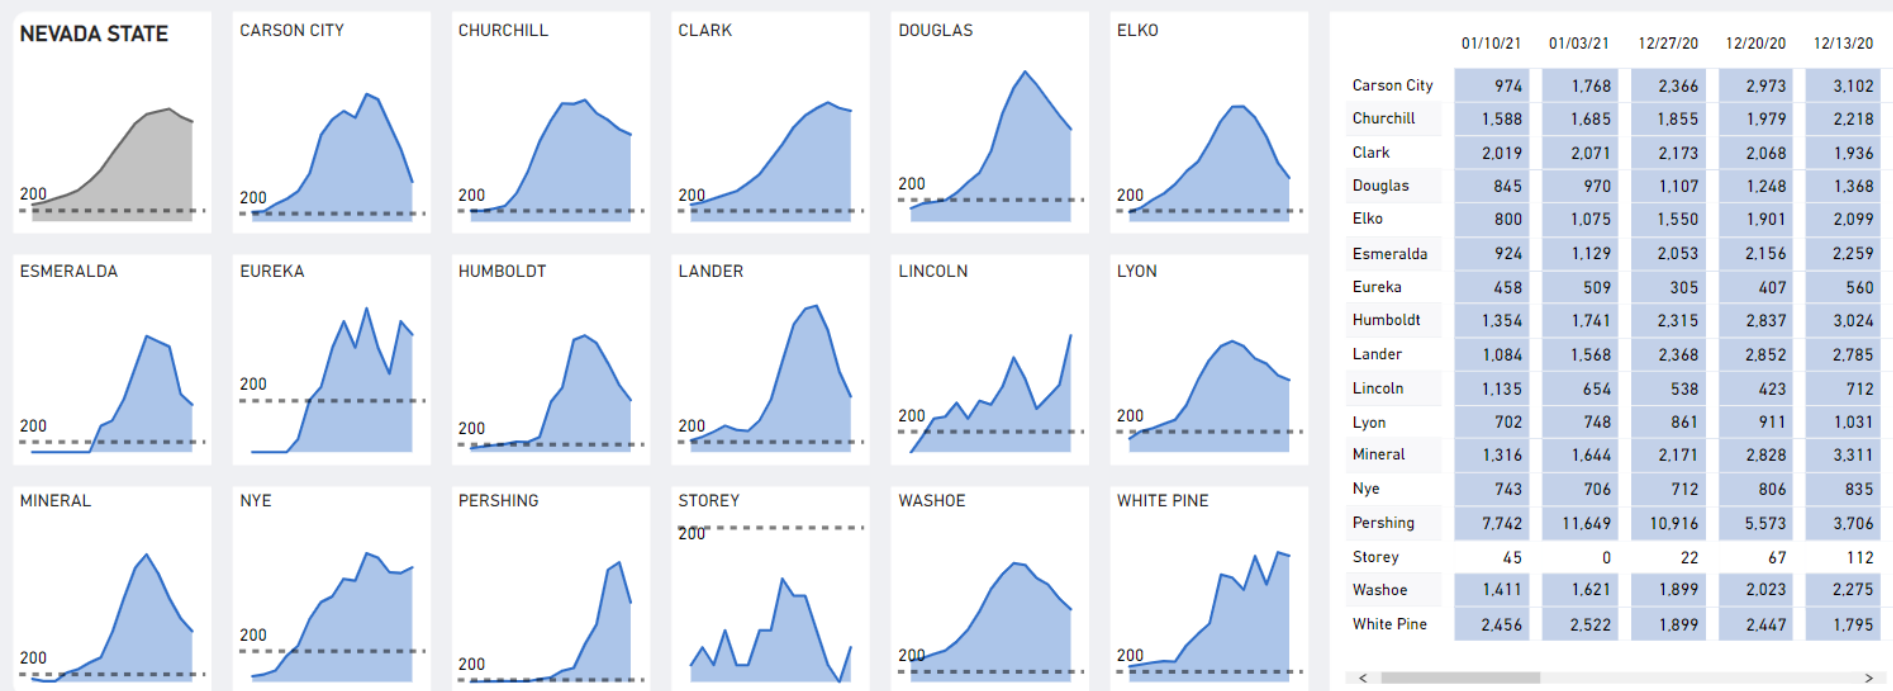 NEVADA STATE
200
CARSON CITY
200
CHURCHILL
200
CLARK
200
DOUGLAS
200
ELKO
200
ESMERALDA
200
EUREKA
200
HUMBOLDT
200
LANDER
200
LINCOLN
200
LYON
200
MINERAL
200
NYE
200
PERSHING
200
STOREY
200
WASHOE
200
WHITE PINE
200
01/10/21 01/03/21 12/27/20 12/20/20 12/13/20
Carson City 974 1,768 2,366 2,973 3,102
Churchill 1,588 1,685 1,855 1,979 2,218
Clark 2,019 2,071 2,173 2,068 1,936
Douglas 845 970 1,107 1,248 1,368
Elko 800 1,075 1,550 1,901 2,099
Esmeralda 924 1,129 2,053 2,156 2,259
Eureka 458 509 305 407 560
Humboldt 1,354 1,741 2,315 2,837 3,024
Lander 1,084 1,568 2,368 2,852 2,785
Lincoln 1,135 654 538 423 712
Lyon 702 748 861 911 1,031
Mineral 1,316 1,644 2,171 2,828 3,311
Nye 743 706 712 806 835
Pershing 7,742 11,649 10,916 5,573 3,706
Storey 45 0 22 67 112
Washoe 1,411 1,621 1,899 2,023 2,275
White Pine 2,456 2,522 1,899 2,447 1,795